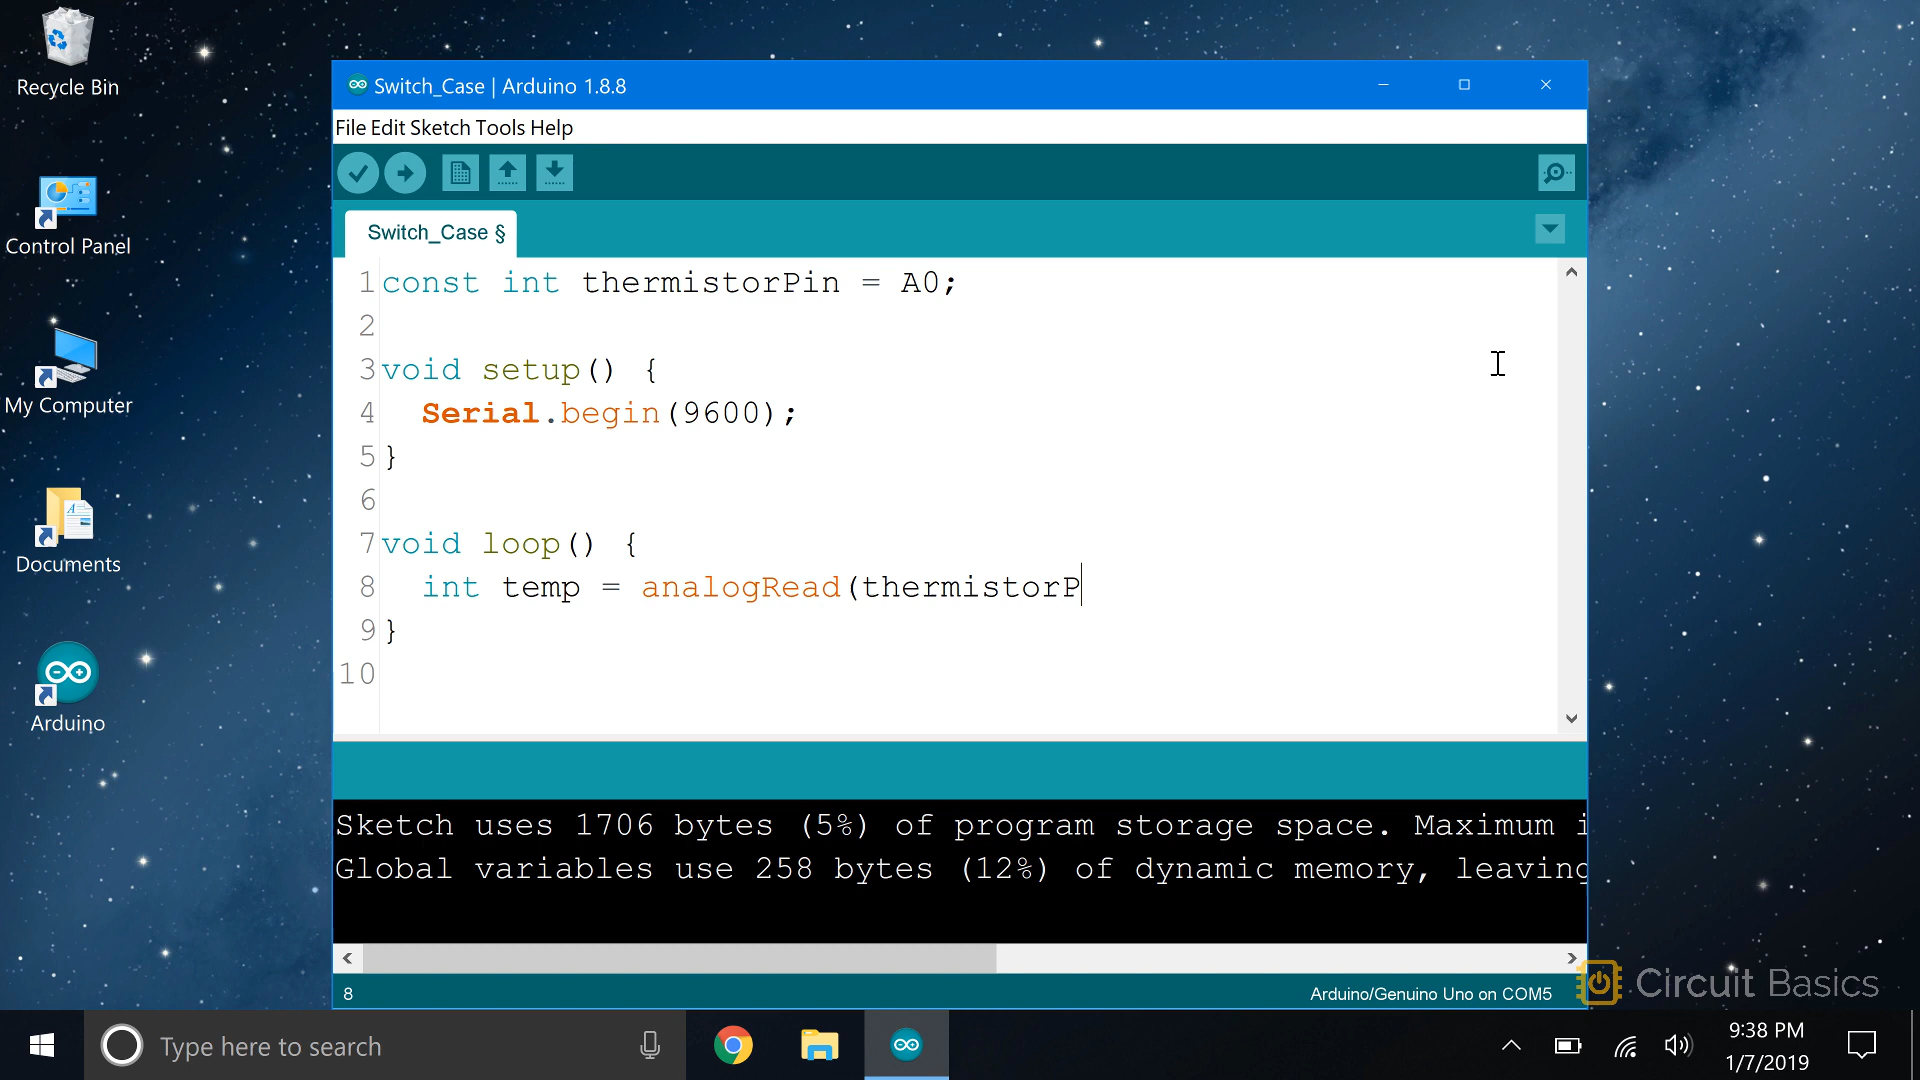 Recycle Bin
Control Panel
My Computer
Documents
Arduino
Switch_Case | Arduino 1.8.8
File Edit Sketch Tools Help
Switch_Case §
1 const int thermistorPin = A0;
2
3 void setup() {
4   Serial.begin(9600);
5 }
6
7 void loop() {
8   int temp = analogRead(thermistorP
9 }
10
Sketch uses 1706 bytes (5%) of program storage space. Maximum i
Global variables use 258 bytes (12%) of dynamic memory, leaving
8
Arduino/Genuino Uno on COM5
Circuit Basics
Type here to search
9:38 PM
1/7/2019